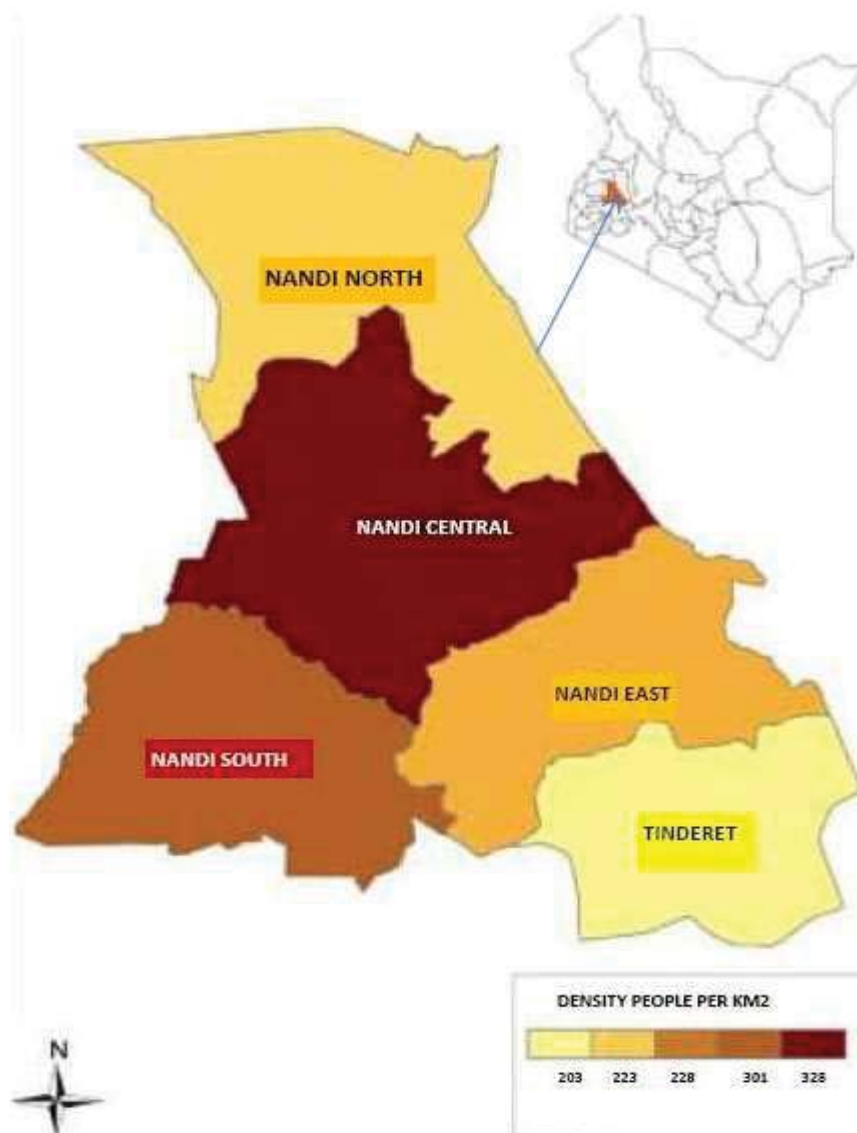 NANDI NORTH
NANDI CENTRAL
NANDI EAST
NANDI SOUTH
TINDERET
DENSITY PEOPLE PER KM2
203 223 228 301 328
N